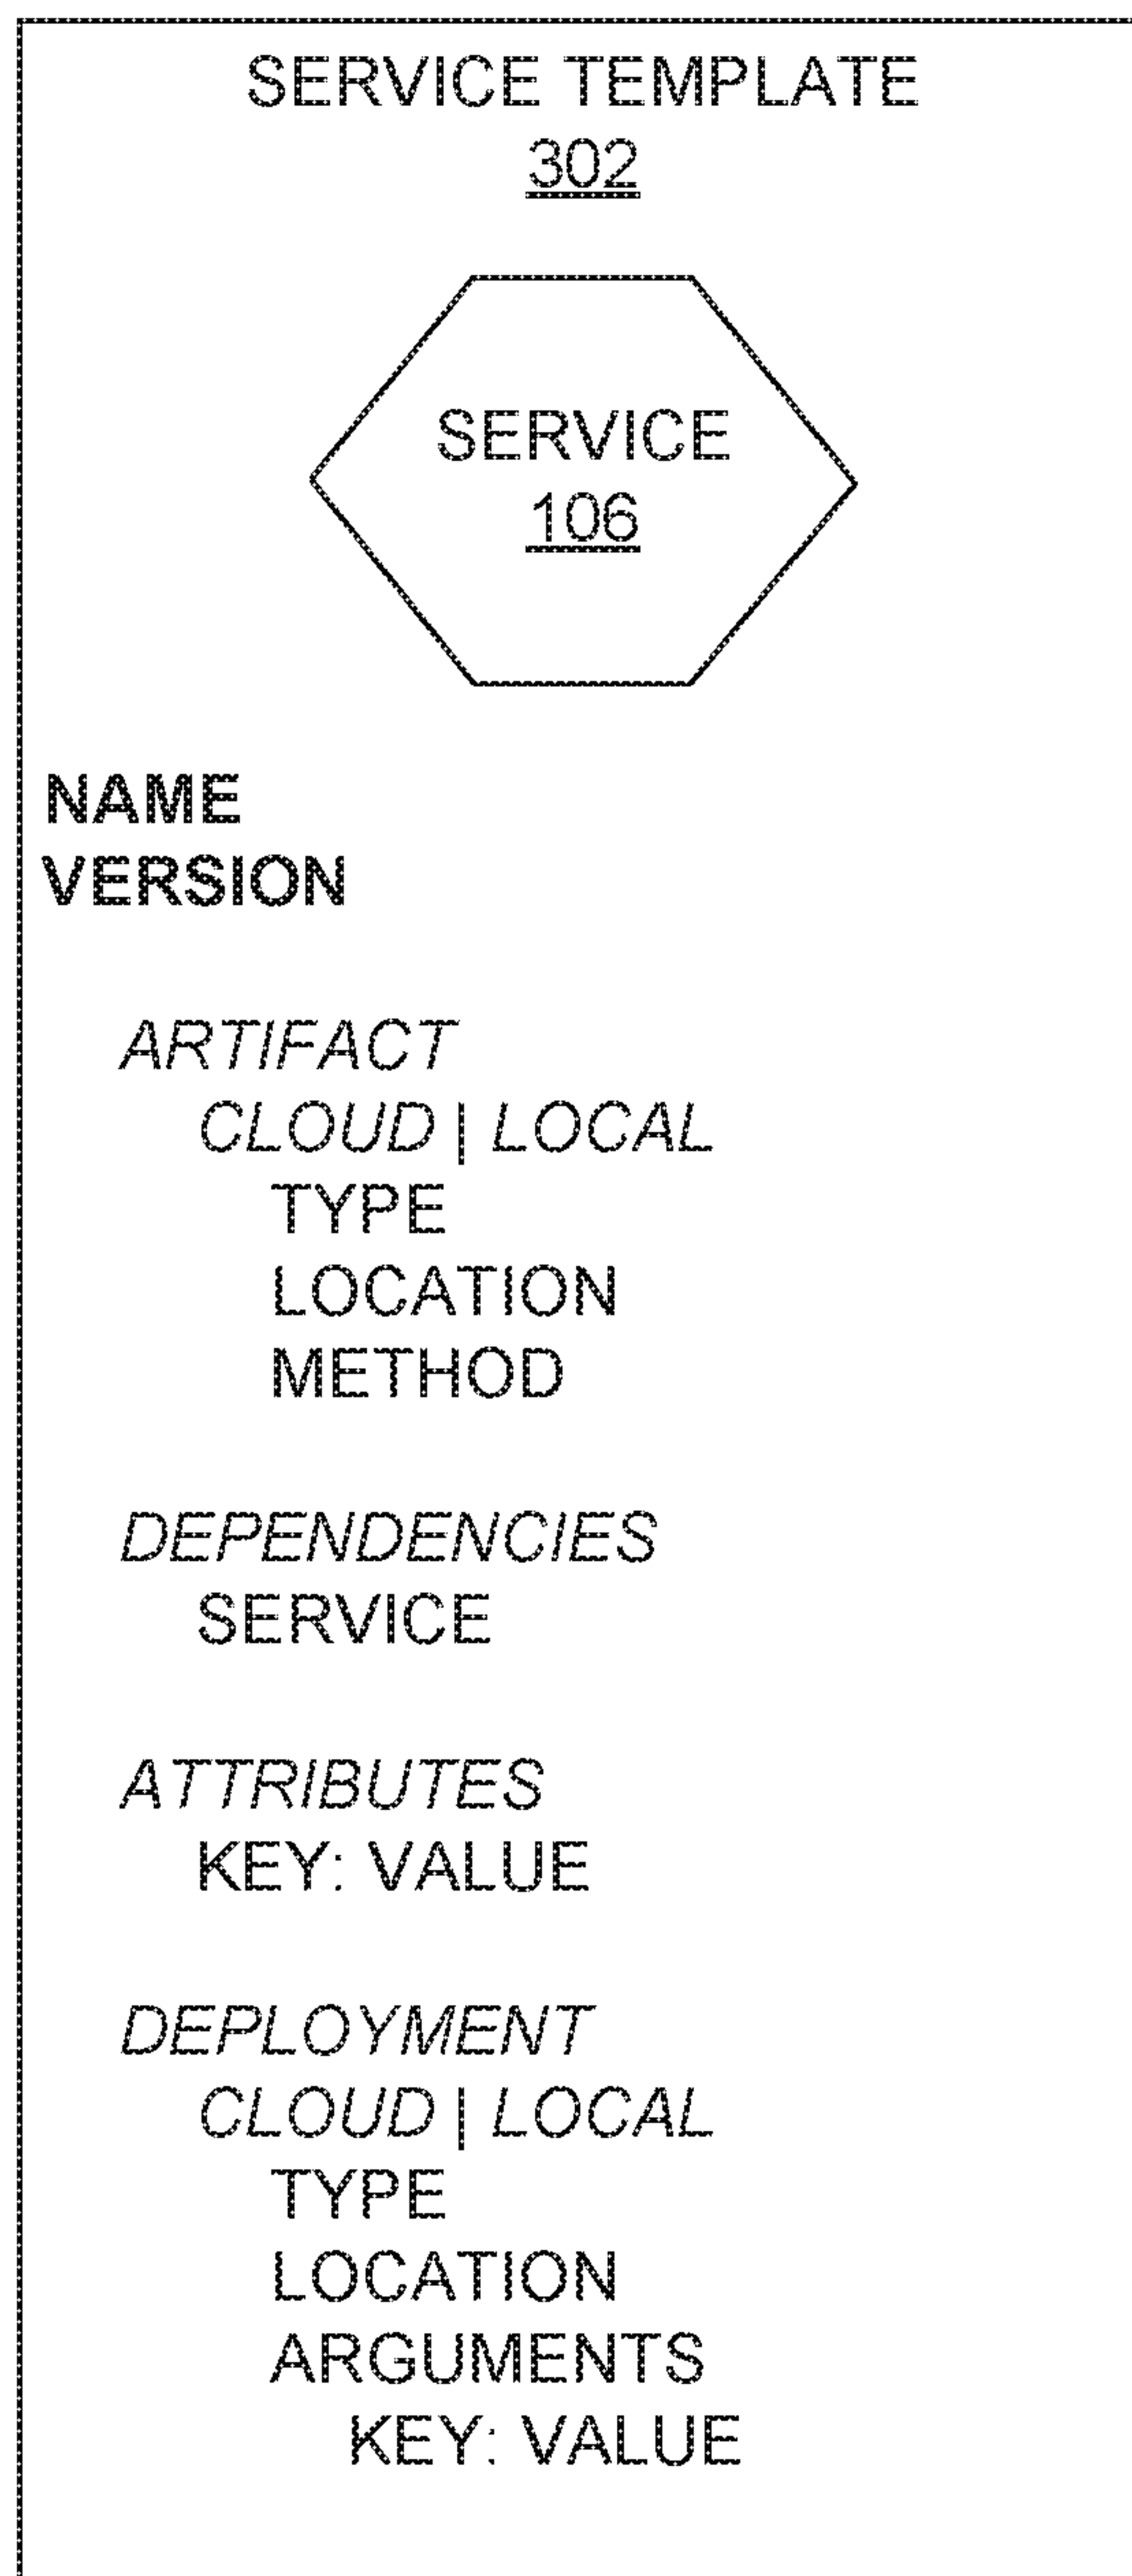 SERVICE TEMPLATE
302
SERVICE
106
NAME
VERSION
ARTIFACT
CLOUD | LOCAL
TYPE
LOCATION
METHOD
DEPENDENCIES
SERVICE
ATTRIBUTES
KEY: VALUE
DEPLOYMENT
CLOUD | LOCAL
TYPE
LOCATION
ARGUMENTS
KEY: VALUE